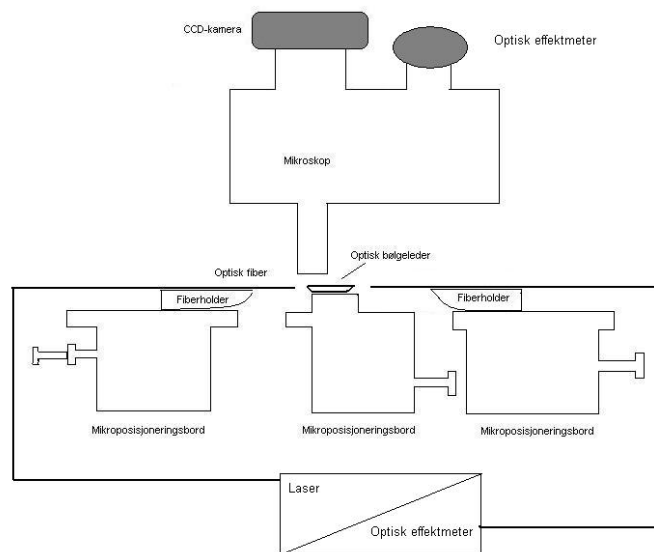 CCD-kamera
Optisk effektmeter
Mikroskop
Optisk bølgeleder
Optisk fiber
Fiberholder
Fiberholder
Mikroposisjoneringsbord
Mikroposisjoneringsbord
Mikroposisjoneringsbord
Laser
Optisk effektmeter